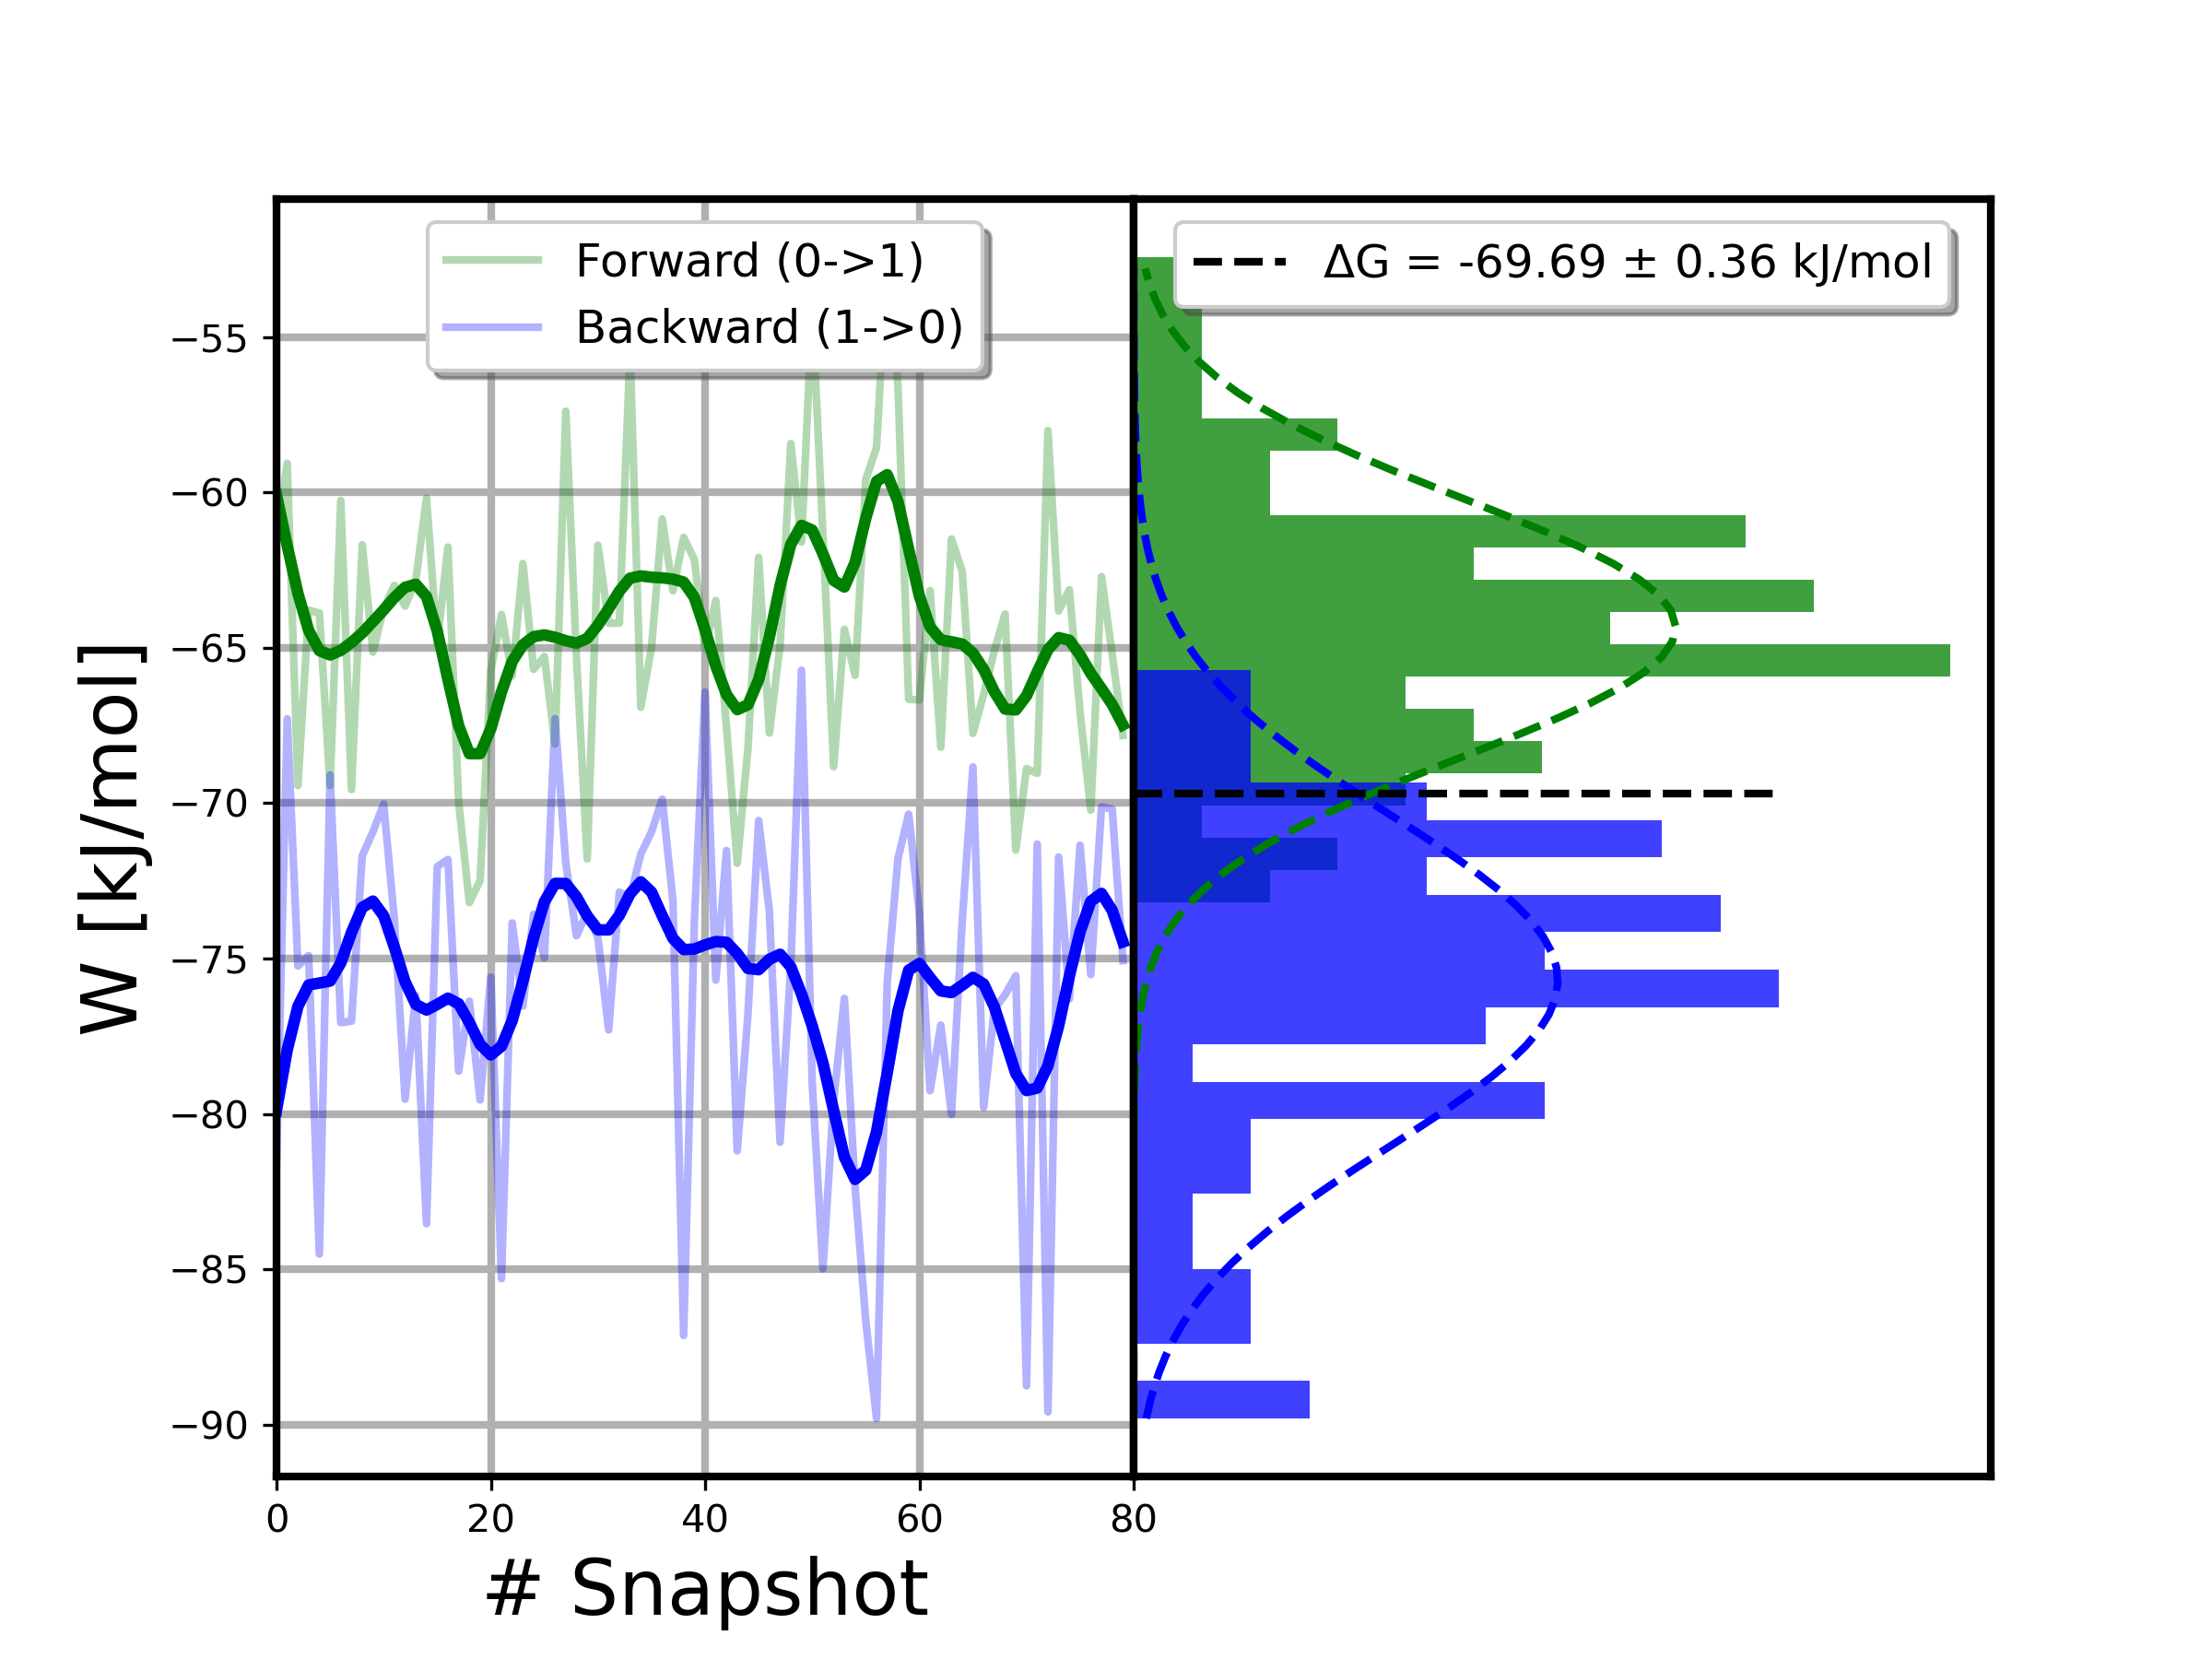 Forward (0->1)
Backward (1->0)
ΔG = -69.69 ± 0.36 kJ/mol
W [kJ/mol]
−55
−60
−65
−70
−75
−80
−85
−90
0 20 40 60 80
# Snapshot